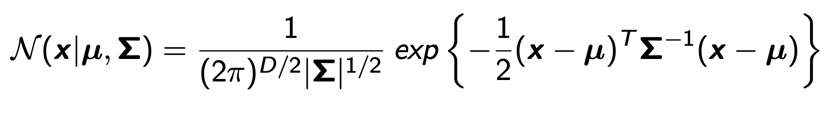 𝒩(x|μ, Σ) = 1 / ((2π)^{D/2}|Σ|^{1/2}) exp{−1/2(x − μ)^T Σ^{−1}(x − μ)}